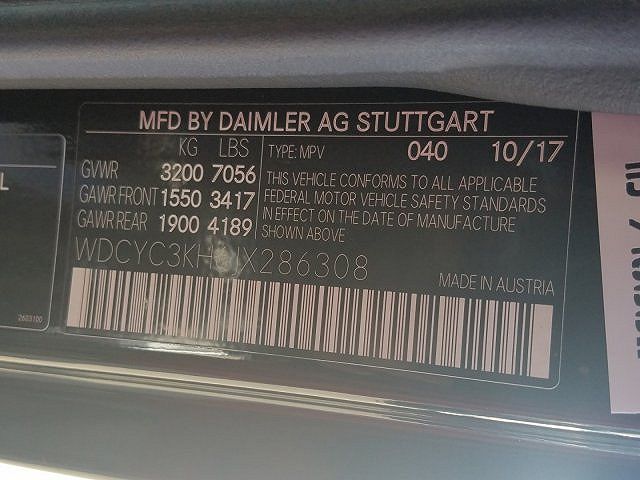 MFD BY DAIMLER AG STUTTGART
KG LBS
GVWR 3200 7056
GAWR FRONT 1550 3417
GAWR REAR 1900 4189
TYPE: MPV 040 10/17
THIS VEHICLE CONFORMS TO ALL APPLICABLE
FEDERAL MOTOR VEHICLE SAFETY STANDARDS
IN EFFECT ON THE DATE OF MANUFACTURE
SHOWN ABOVE
MADE IN AUSTRIA
L
2603100